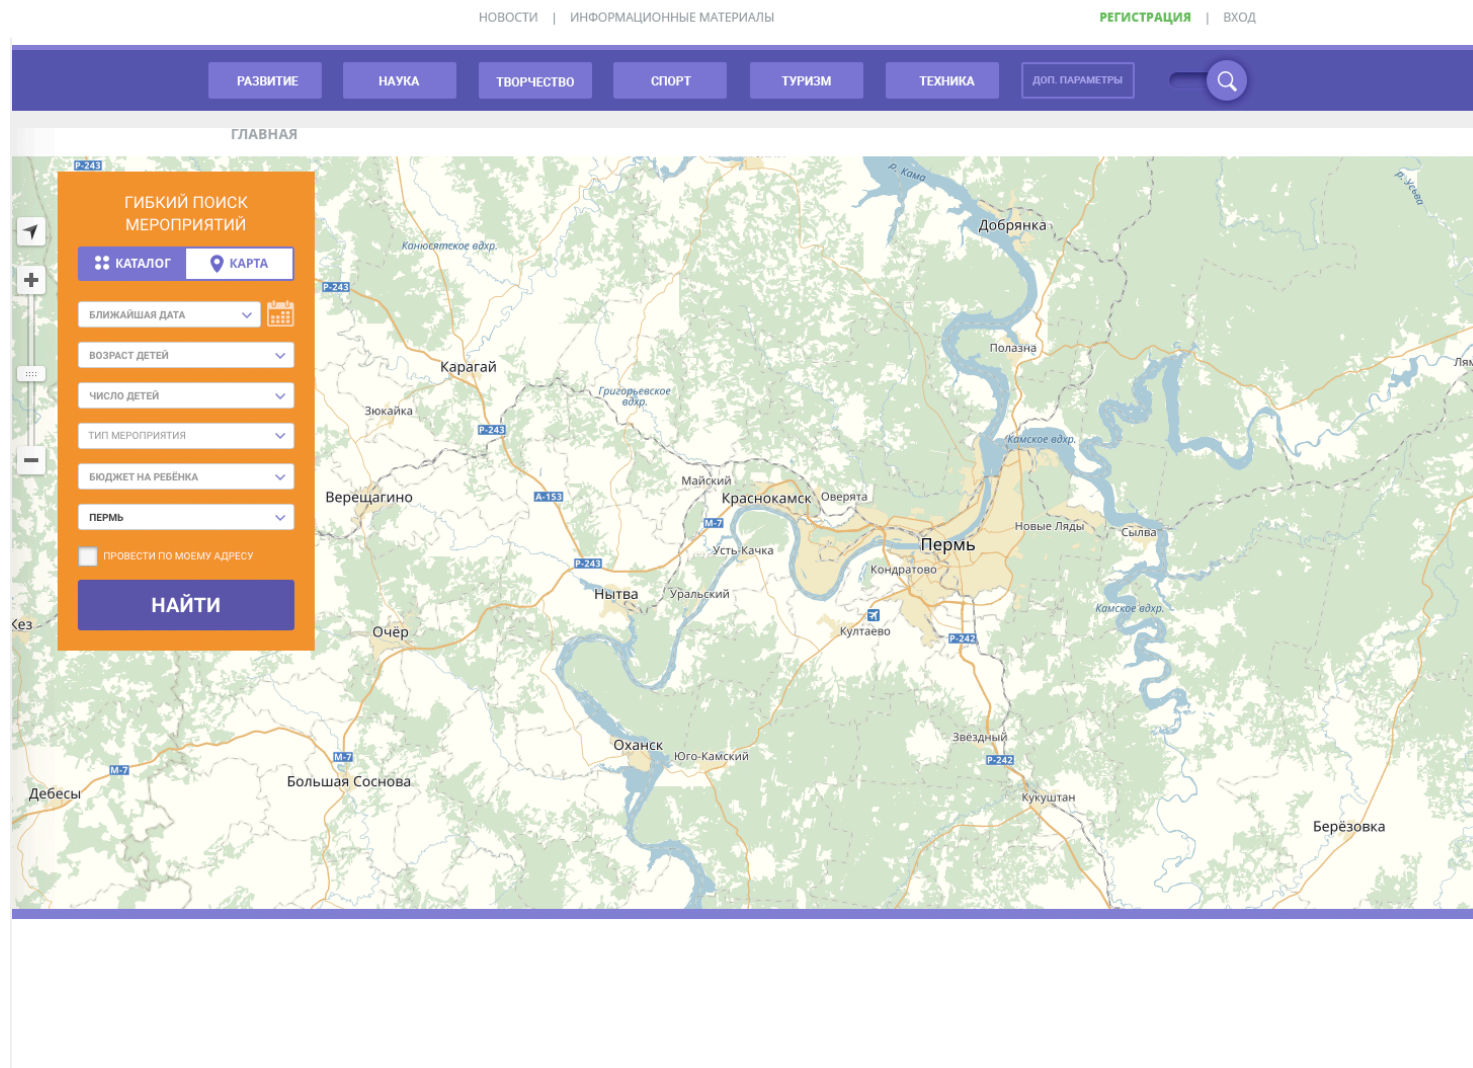 НОВОСТИ | ИНФОРМАЦИОННЫЕ МАТЕРИАЛЫ
РЕГИСТРАЦИЯ | ВХОД
РАЗВИТИЕ
НАУКА
ТВОРЧЕСТВО
СПОРТ
ТУРИЗМ
ТЕХНИКА
ДОП. ПАРАМЕТРЫ
ГЛАВНАЯ
ГИБКИЙ ПОИСК
МЕРОПРИЯТИЙ
КАТАЛОГ
КАРТА
БЛИЖАЙШАЯ ДАТА
ВОЗРАСТ ДЕТЕЙ
ЧИСЛО ДЕТЕЙ
ТИП МЕРОПРИЯТИЯ
БЮДЖЕТ НА РЕБЁНКА
ПЕРМЬ
ПРОВЕСТИ ПО МОЕМУ АДРЕСУ
НАЙТИ
Р-243
р. Кама
р. Усьва
Добрянка
Канюсятское вдхр.
Р-243
Полазна
Карагай
Григорьевское
вдхр.
Зюкайка
Р-243
Камское вдхр.
Майский
Верещагино
А-153
Краснокамск
Оверята
М-7
Новые Ляды
Сылва
Усть-Качка
Пермь
Р-243
Кондратово
Нытва
Уральский
Камское вдхр.
Кез
Очёр
Култаево
Р-242
Оханск
Юго-Камский
Звёздный
М-7
Р-242
М-7
Большая Соснова
Дебесы
Кукуштан
Берёзовка